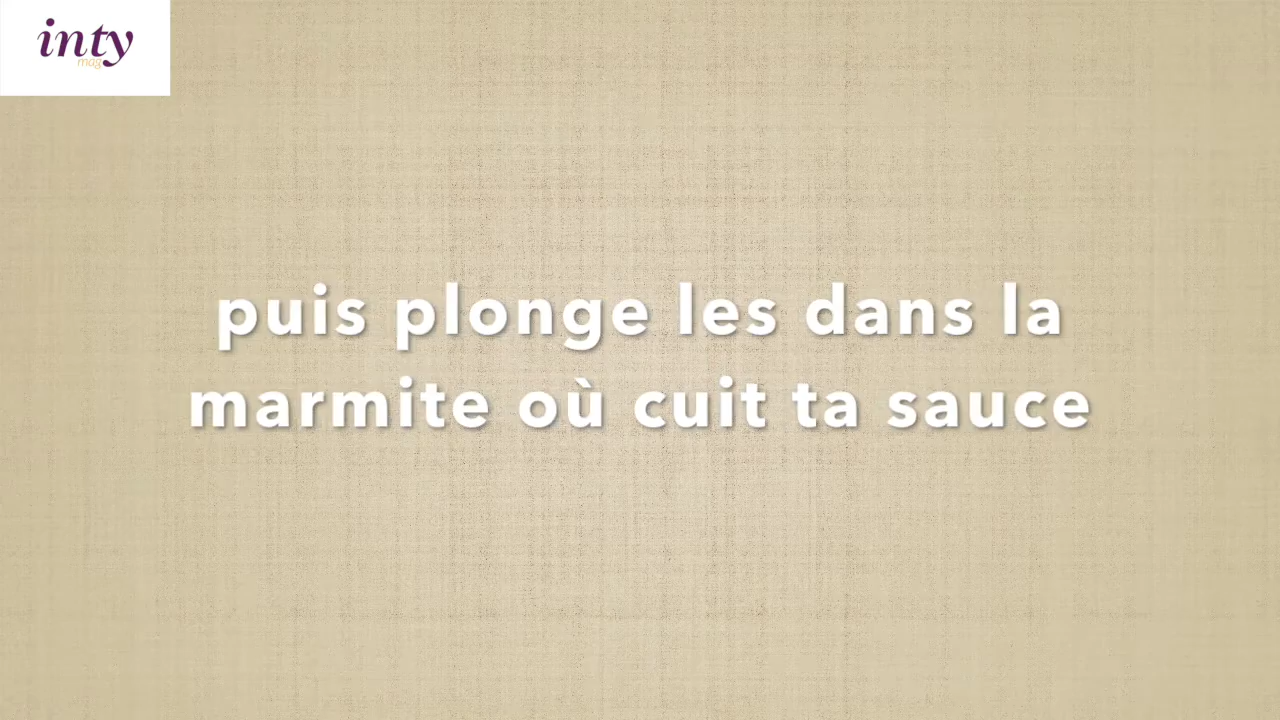 inty
mag
puis plonge les dans la
marmite où cuit ta sauce